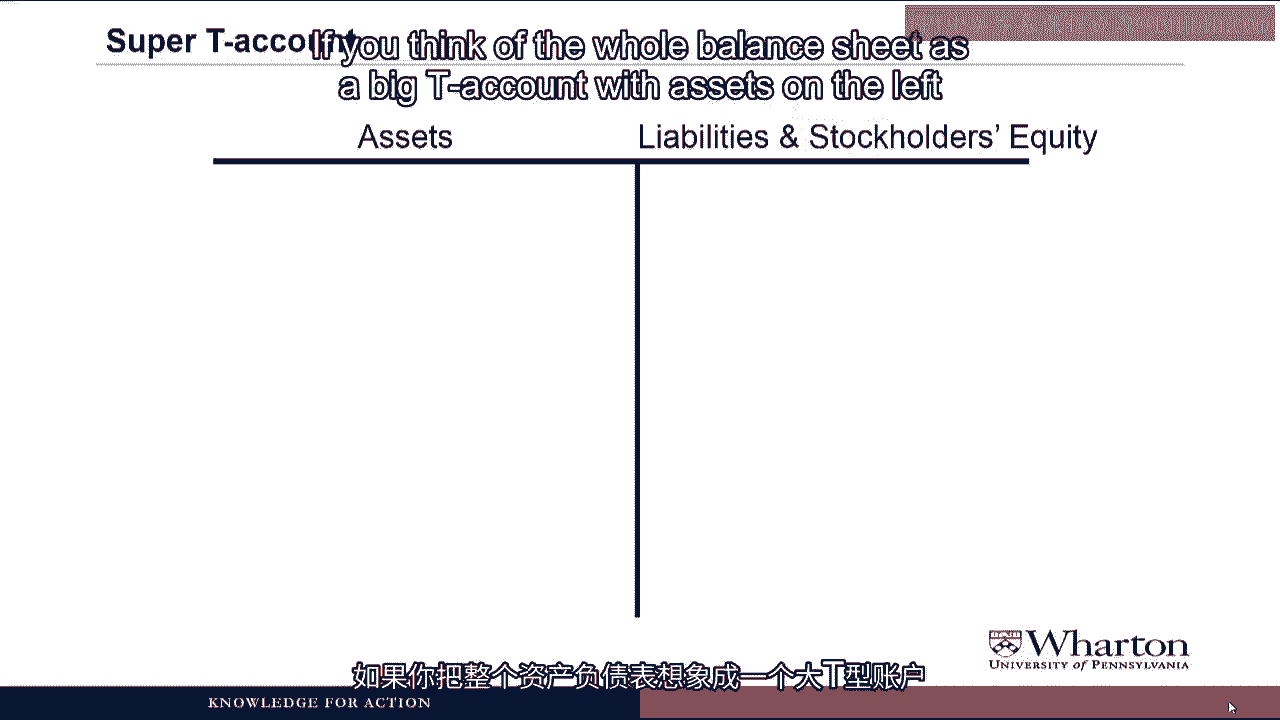 Super T-account
If you think of the whole balance sheet as
a big T-account with assets on the left
Assets
Liabilities & Stockholders’ Equity
Wharton
UNIVERSITY of PENNSYLVANIA
如果你把整个资产负债表想象成一个大T型账户
KNOWLEDGE FOR ACTION